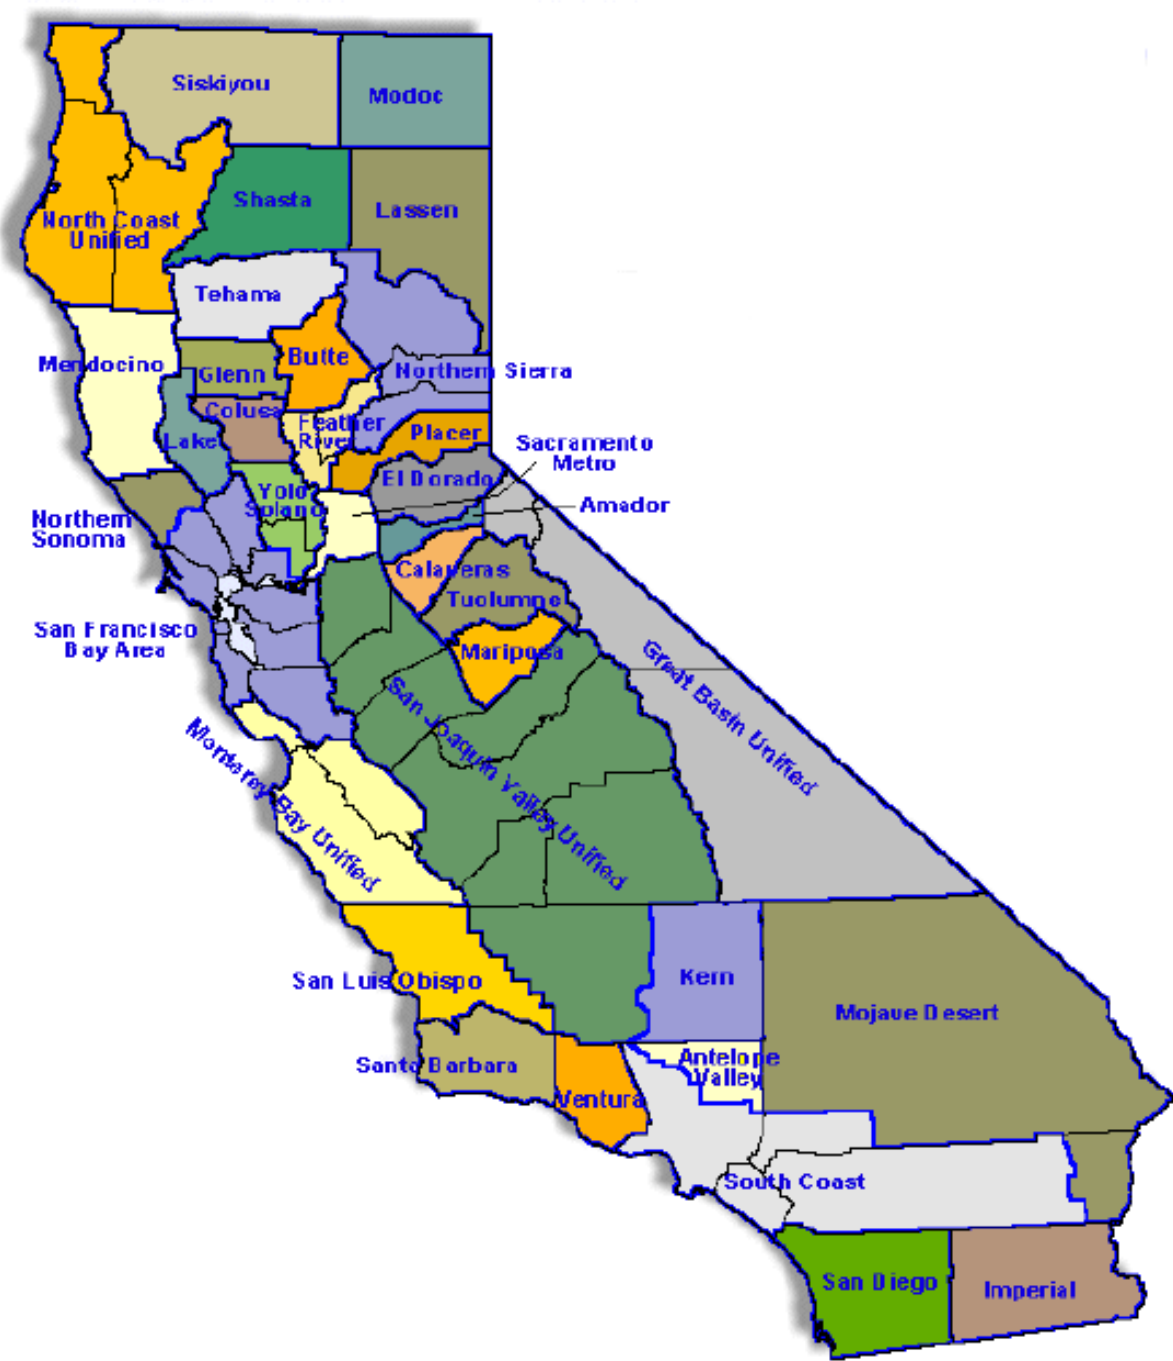 Siskiyou
Modoc
Shasta
Lassen
North Coast
Unified
Tehama
Mendocino
Glenn
Butte
Northern Sierra
Colusa
Feather
River
Lake
Placer
Sacramento
Metro
El Dorado
Yolo
Solano
Amador
Northern
Sonoma
Calaveras
Tuolumne
San Francisco
Bay Area
Mariposa
Great Basin Unified
San Joaquin Valley Unified
Monterey Bay Unified
San Luis Obispo
Kern
Mojave Desert
Santa Barbara
Antelope
Valley
Ventura
South Coast
San Diego
Imperial